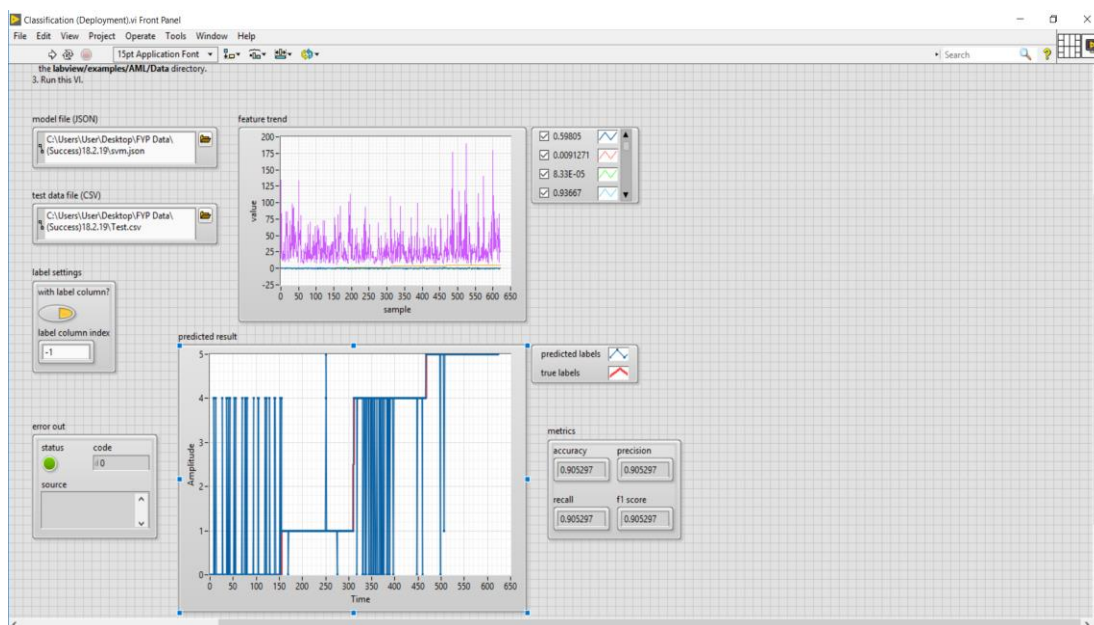 Classification (Deployment).vi Front Panel
File Edit View Project Operate Tools Window Help
15pt Application Font
Search
the labview/examples/AML/Data directory.
3. Run this VI.
model file (JSON)
C:\Users\User\Desktop\FYP Data\
(Success)18.2.19\svm.json
test data file (CSV)
C:\Users\User\Desktop\FYP Data\
(Success)18.2.19\Test.csv
label settings
with label column?
label column index
-1
error out
status code
0
source
feature trend
200
175
150
125
100
75
50
25
0
-25
value
0 50 100 150 200 250 300 350 400 450 500 550 600 650
sample
0.59805
0.0091271
8.33E-05
0.93667
predicted result
5
4
3
2
1
0
Amplitude
0 50 100 150 200 250 300 350 400 450 500 550 600 650
Time
predicted labels
true labels
metrics
accuracy precision
0.905297 0.905297
recall f1 score
0.905297 0.905297